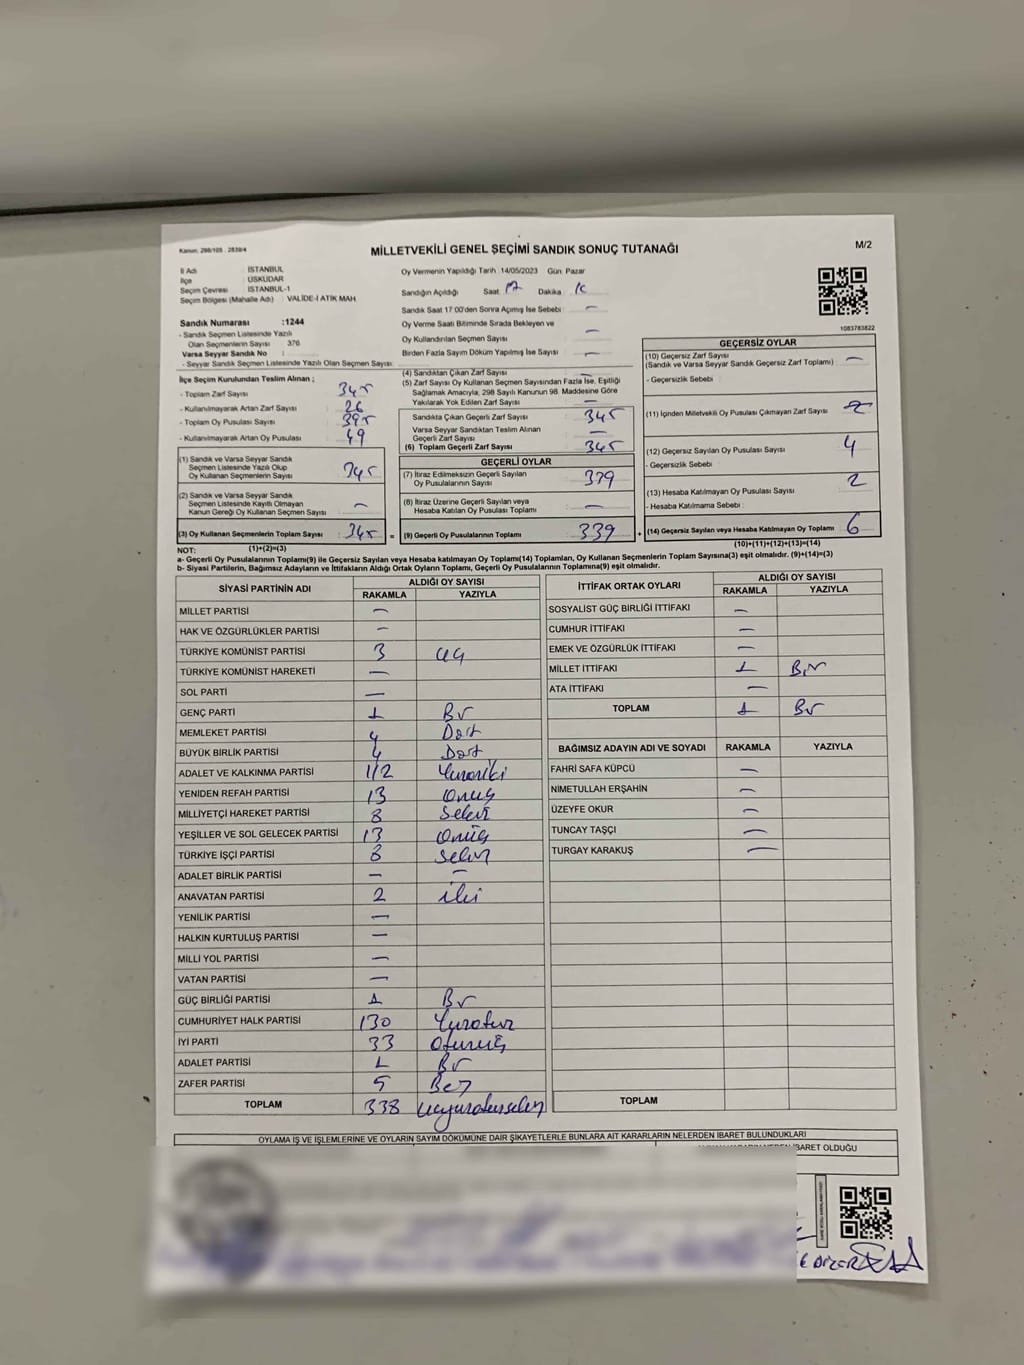 Kanun: 298/105 - 2839/4
MİLLETVEKİLİ GENEL SEÇİMİ SANDIK SONUÇ TUTANAĞI
M/2
İl Adı : İSTANBUL
İlçe : ÜSKÜDAR
Seçim Çevresi : İSTANBUL-1
Seçim Bölgesi (Mahalle Adı) : VALİDE-İ ATİK MAH.
Oy Vermenin Yapıldığı Tarih :14/05/2023 Gün: Pazar
Sandığın Açıldığı Saat 17 Dakika
Sandık Saat 17:00'den Sonra Açılmış İse Sebebi : —
Oy Verme Saati Bitiminde Sırada Bekleyen ve
Oy Kullandırılan Seçmen Sayısı : —
Birden Fazla Sayım Döküm Yapılmış İse Sayısı : —
1083783822
Sandık Numarası :1244
- Sandık Seçmen Listesinde Yazılı
Olan Seçmenlerin Sayısı : 376
Varsa Seyyar Sandık No :
- Seyyar Sandık Seçmen Listesinde Yazılı Olan Seçmen Sayısı:
İlçe Seçim Kurulundan Teslim Alınan ;
- Toplam Zarf Sayısı
- Kullanılmayarak Artan Zarf Sayısı 26
- Toplam Oy Pusulası Sayısı 395
- Kullanılmayarak Artan Oy Pusulası 49
(1) Sandık ve Varsa Seyyar Sandık
Seçmen Listesinde Yazılı Olup
Oy Kullanan Seçmenlerin Sayısı 345
(2) Sandık ve Varsa Seyyar Sandık
Seçmen Listesinde Kayıtlı Olmayan
Kanun Gereği Oy Kullanan Seçmen Sayısı —
(3) Oy Kullanan Seçmenlerin Toplam Sayısı 345 =
(1)+(2)=(3)
(4) Sandıktan Çıkan Zarf Sayısı —
(5) Zarf Sayısı Oy Kullanan Seçmen Sayısından Fazla İse, Eşitliği
Sağlamak Amacıyla; 298 Sayılı Kanunun 98. Maddesine Göre
Yakılarak Yok Edilen Zarf Sayısı —
Sandıkta Çıkan Geçerli Zarf Sayısı 345
Varsa Seyyar Sandıktan Teslim Alınan
Geçerli Zarf Sayısı —
(6) Toplam Geçerli Zarf Sayısı 345
GEÇERLİ OYLAR
(7) İtiraz Edilmeksizin Geçerli Sayılan
Oy Pusulalarının Sayısı 339
(8) İtiraz Üzerine Geçerli Sayılan veya
Hesaba Katılan Oy Pusulası Toplamı —
(9) Geçerli Oy Pusulalarının Toplamı 339 +
GEÇERSİZ OYLAR
(10) Geçersiz Zarf Sayısı —
(Sandık ve Varsa Seyyar Sandık Geçersiz Zarf Toplamı)
- Geçersizlik Sebebi :
(11) İçinden Milletvekili Oy Pusulası Çıkmayan Zarf Sayısı
(12) Geçersiz Sayılan Oy Pusulası Sayısı 4
- Geçersizlik Sebebi :
(13) Hesaba Katılmayan Oy Pusulası Sayısı 2
- Hesaba Katılmama Sebebi :
(14) Geçersiz Sayılan veya Hesaba Katılmayan Oy Toplamı 6
(10)+(11)+(12)+(13)=(14)
NOT:
a- Geçerli Oy Pusulalarının Toplamı(9) ile Geçersiz Sayılan veya Hesaba katılmayan Oy Toplamı(14) Toplamları, Oy Kullanan Seçmenlerin Toplam Sayısına(3) eşit olmalıdır. (9)+(14)=(3)
b- Siyasi Partilerin, Bağımsız Adayların ve İttifakların Aldığı Ortak Oyların Toplamı, Geçerli Oy Pusulalarının Toplamına(9) eşit olmalıdır.
SİYASİ PARTİNİN ADI ALDIĞI OY SAYISI
RAKAMLA YAZIYLA
MİLLET PARTİSİ —
HAK VE ÖZGÜRLÜKLER PARTİSİ —
TÜRKİYE KOMÜNİST PARTİSİ 3 üç
TÜRKİYE KOMÜNİST HAREKETİ —
SOL PARTİ —
GENÇ PARTİ 1 Bir
MEMLEKET PARTİSİ 4 Dört
BÜYÜK BİRLİK PARTİSİ 4 Dört
ADALET VE KALKINMA PARTİSİ 112 Yüzoniki
YENİDEN REFAH PARTİSİ 13 onüç
MİLLİYETÇİ HAREKET PARTİSİ 8 Sekiz
YEŞİLLER VE SOL GELECEK PARTİSİ 13 onüç
TÜRKİYE İŞÇİ PARTİSİ 8 sekiz
ADALET BİRLİK PARTİSİ — —
ANAVATAN PARTİSİ 2 iki
YENİLİK PARTİSİ —
HALKIN KURTULUŞ PARTİSİ —
MİLLİ YOL PARTİSİ —
VATAN PARTİSİ —
GÜÇ BİRLİĞİ PARTİSİ 1 Bir
CUMHURİYET HALK PARTİSİ 130 Yüzotuz
İYİ PARTİ 33 otuzüç
ADALET PARTİSİ 1 Bir
ZAFER PARTİSİ 5 Beş
TOPLAM 338 üçyüzotuzsekiz
İTTİFAK ORTAK OYLARI ALDIĞI OY SAYISI
RAKAMLA YAZIYLA
SOSYALİST GÜÇ BİRLİĞİ İTTİFAKI —
CUMHUR İTTİFAKI —
EMEK VE ÖZGÜRLÜK İTTİFAKI —
MİLLET İTTİFAKI 1 Bir
ATA İTTİFAKI —
TOPLAM 1 Bir
BAĞIMSIZ ADAYIN ADI VE SOYADI RAKAMLA YAZIYLA
FAHRİ SAFA KÜPCÜ —
NİMETULLAH ERŞAHİN —
ÜZEYFE OKUR —
TUNCAY TAŞÇI —
TURGAY KARAKUŞ —
TOPLAM
OYLAMA İŞ VE İŞLEMLERİNE VE OYLARIN SAYIM DÖKÜMÜNE DAİR ŞİKAYETLERLE BUNLARA AİT KARARLARIN NELERDEN İBARET BULUNDUKLARI
İBARET OLDUĞU